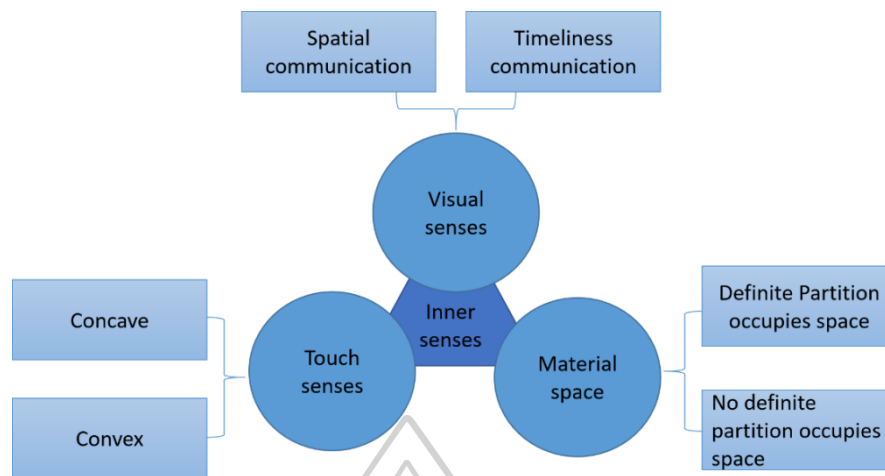 Spatial
communication
Timeliness
communication
Visual
senses
Inner
senses
Concave
Convex
Touch
senses
Material
space
Definite Partition
occupies space
No definite
partition occupies
space